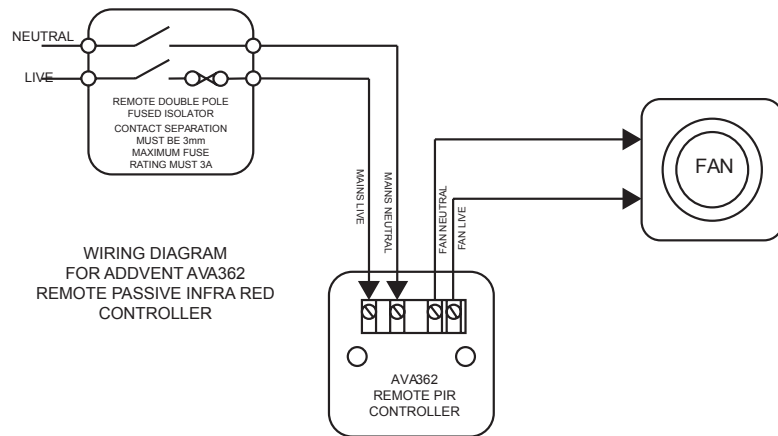 NEUTRAL
LIVE
REMOTE DOUBLE POLE
FUSED ISOLATOR
CONTACT SEPARATION
MUST BE 3mm
MAXIMUM FUSE
RATING MUST 3A
MAINS LIVE
MAINS NEUTRAL
FAN NEUTRAL
FAN LIVE
FAN
WIRING DIAGRAM
FOR ADDVENT AVA362
REMOTE PASSIVE INFRA RED
CONTROLLER
AVA362
REMOTE PIR
CONTROLLER